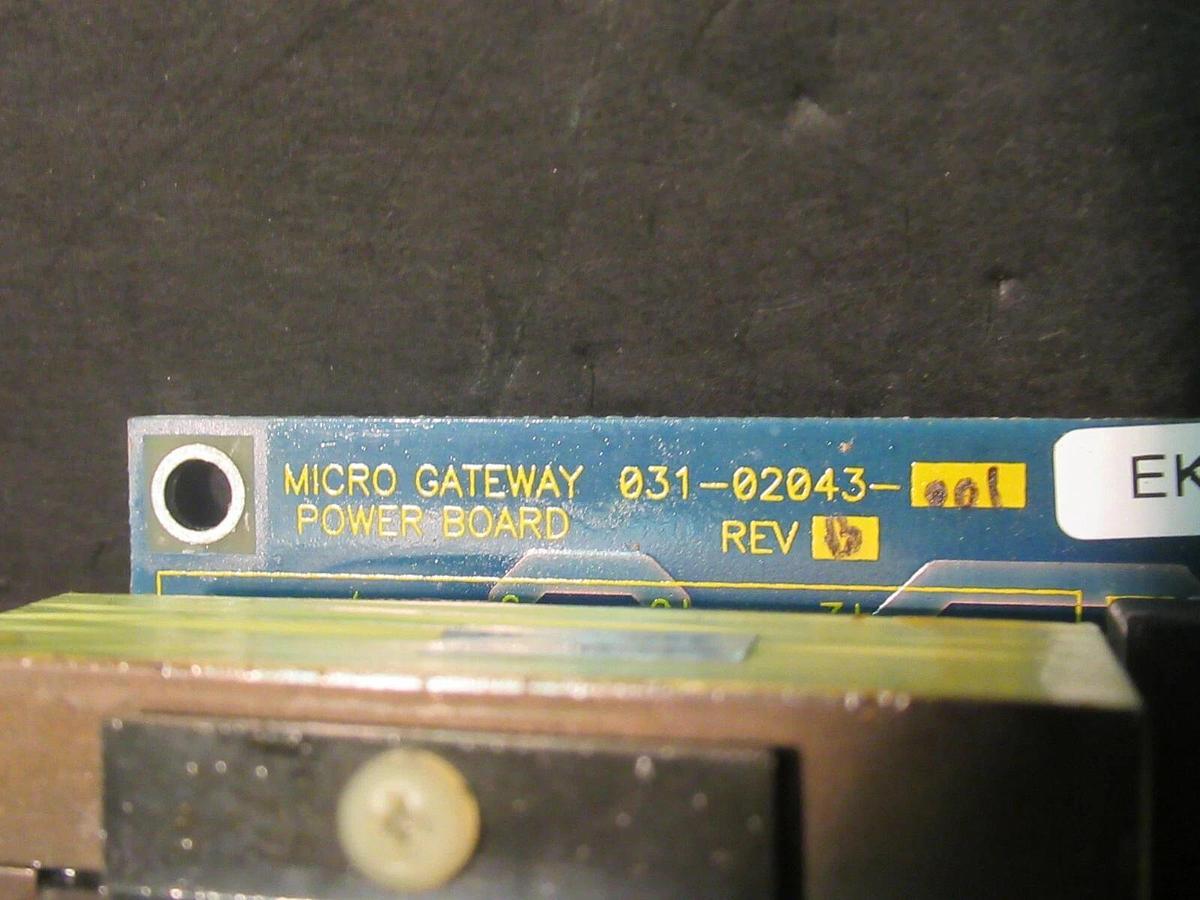 MICRO GATEWAY 031-02043-001
POWER BOARD REV b
EK